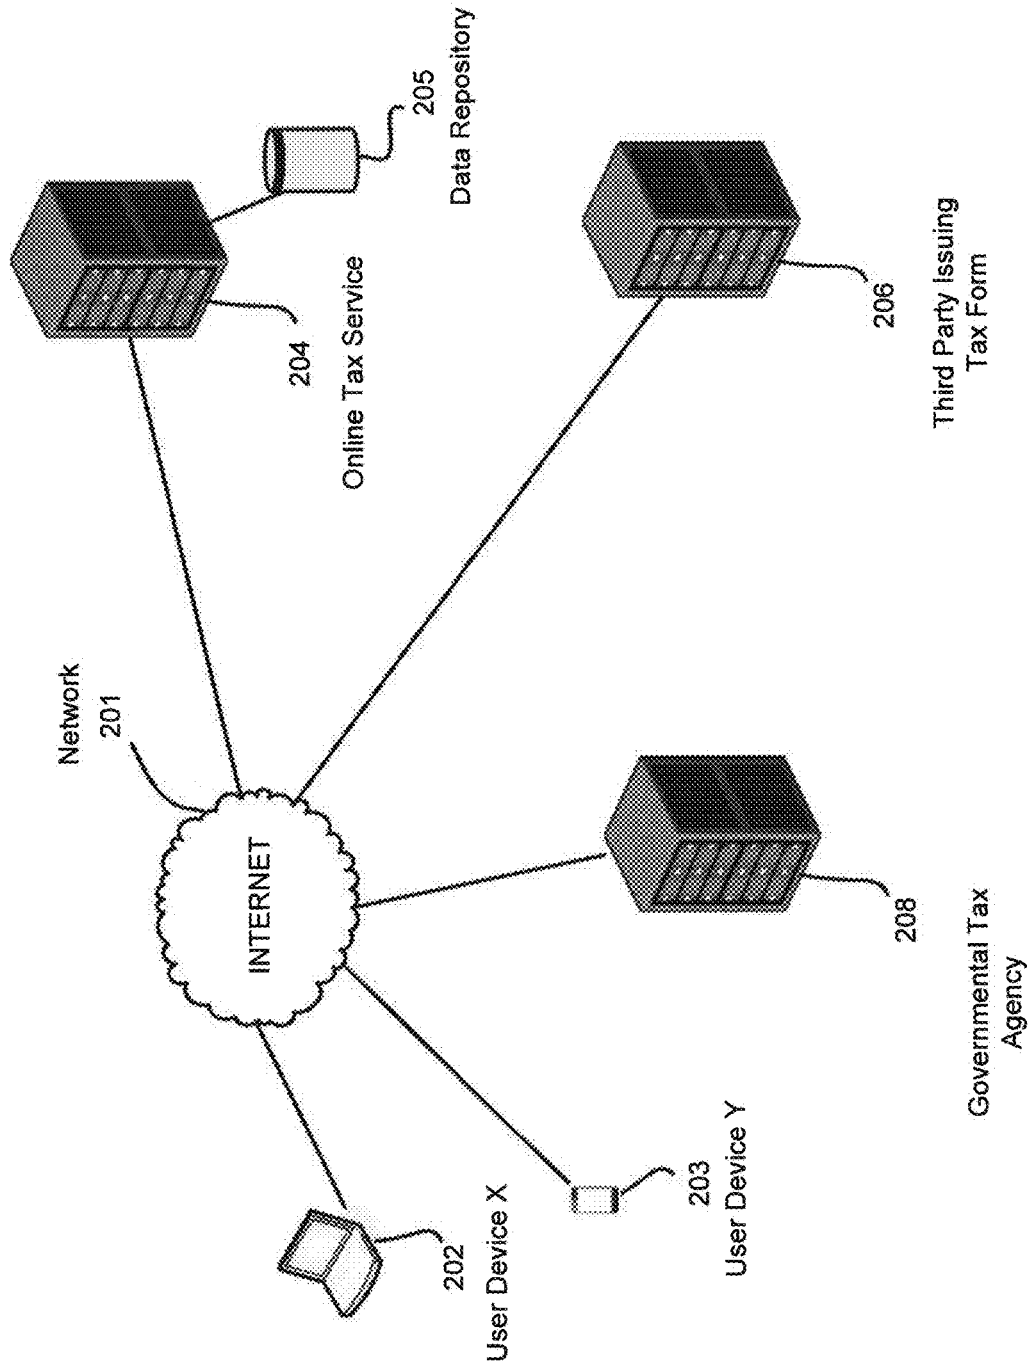 Network
201
INTERNET
204
Online Tax Service
205
Data Repository
202
User Device X
203
User Device Y
208
Governmental Tax
Agency
206
Third Party Issuing
Tax Form